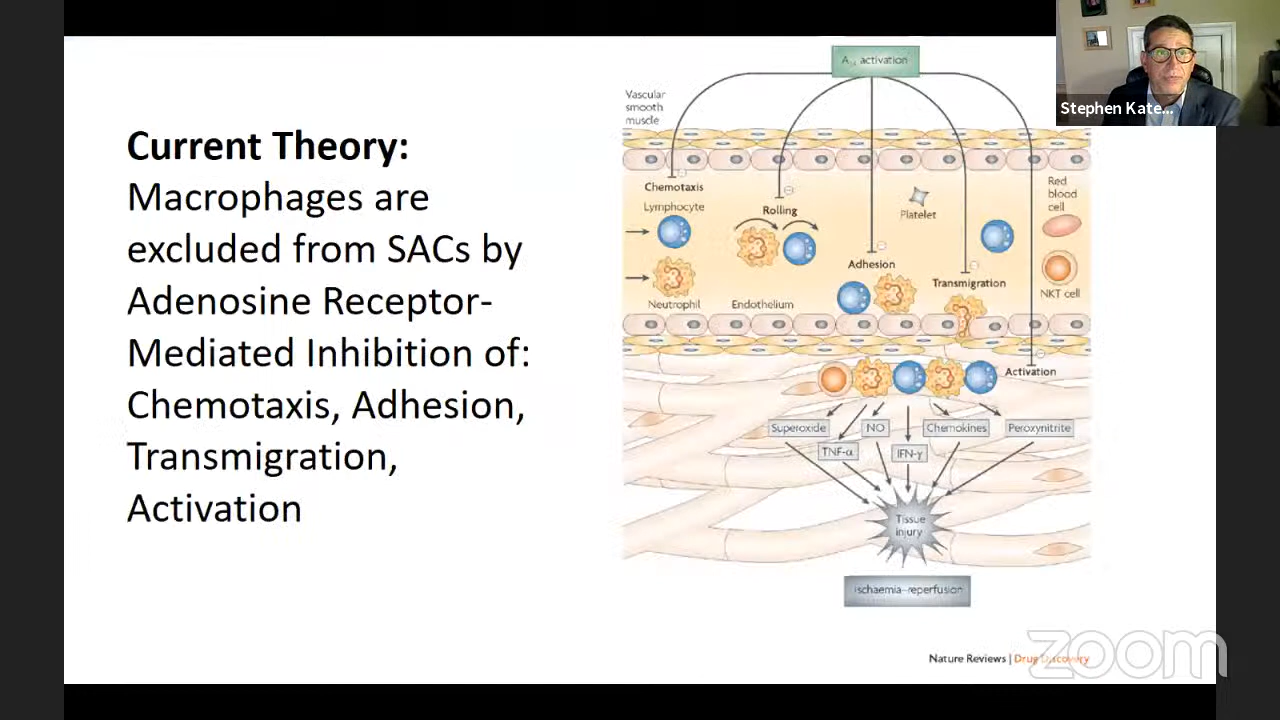 Current Theory:
Macrophages are
excluded from SACs by
Adenosine Receptor-
Mediated Inhibition of:
Chemotaxis, Adhesion,
Transmigration,
Activation
activation
Vascular
smooth
muscle
Chemotaxis
Lymphocyte
Rolling
Platelet
Red
blood
cell
Adhesion
Transmigration
NKT cell
Neutrophil
Endothelium
Activation
Superoxide
NO
Chemokines
Peroxynitrite
TNF-α
IFN-γ
Tissue
injury
Ischaemia–reperfusion
Nature Reviews | Drug Discovery
Stephen Kate...
zoom